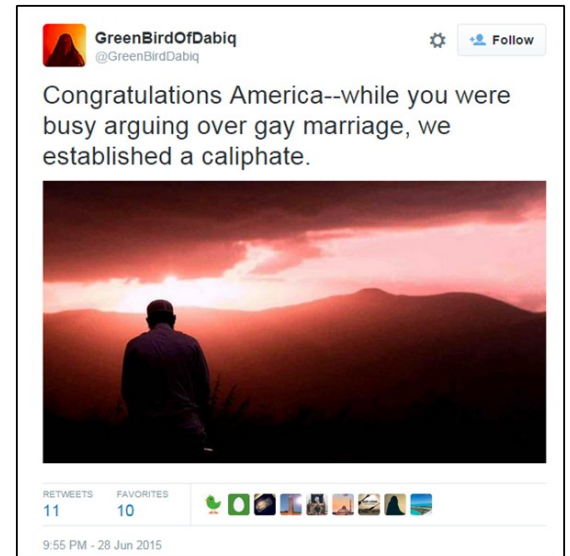 GreenBirdOfDabiq
@GreenBirdDabiq
Follow
Congratulations America--while you were
busy arguing over gay marriage, we
established a caliphate.
RETWEETS FAVORITES
11 10
9:55 PM - 28 Jun 2015